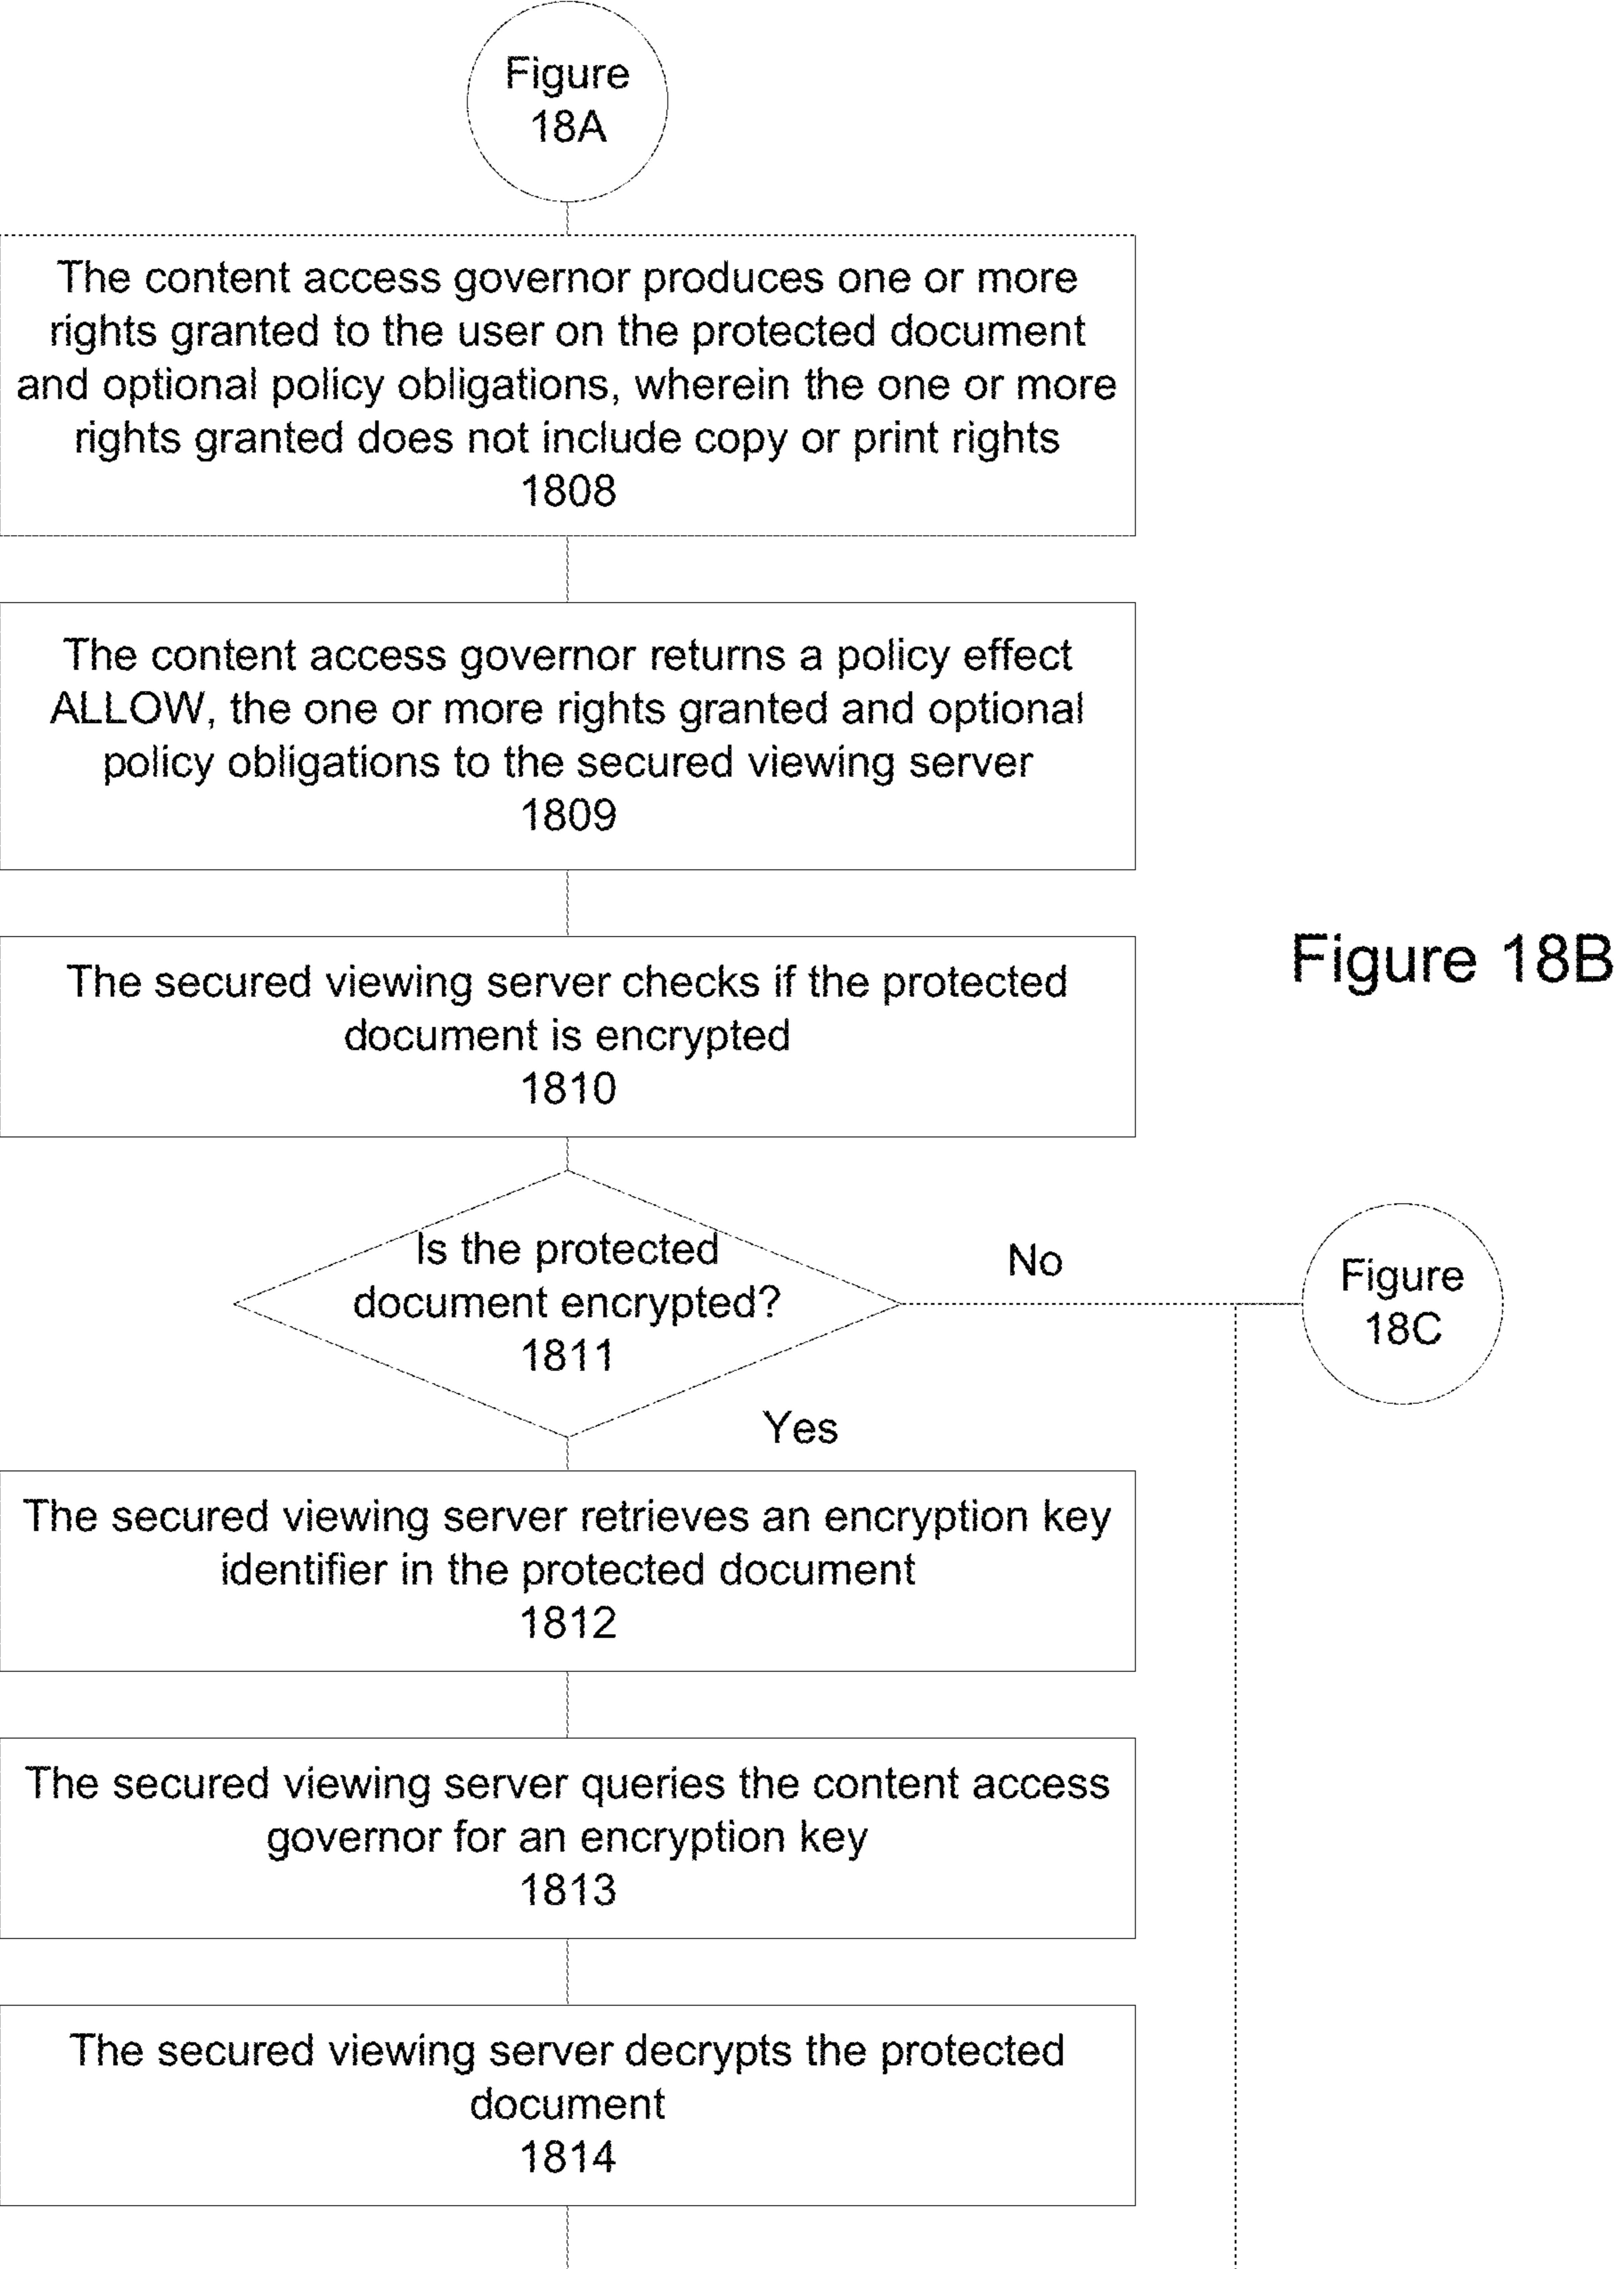 Figure
18A
The content access governor produces one or more
rights granted to the user on the protected document
and optional policy obligations, wherein the one or more
rights granted does not include copy or print rights
1808
The content access governor returns a policy effect
ALLOW, the one or more rights granted and optional
policy obligations to the secured viewing server
1809
The secured viewing server checks if the protected
document is encrypted
1810
Figure 18B
Is the protected
document encrypted?
1811
No
Figure
18C
Yes
The secured viewing server retrieves an encryption key
identifier in the protected document
1812
The secured viewing server queries the content access
governor for an encryption key
1813
The secured viewing server decrypts the protected
document
1814